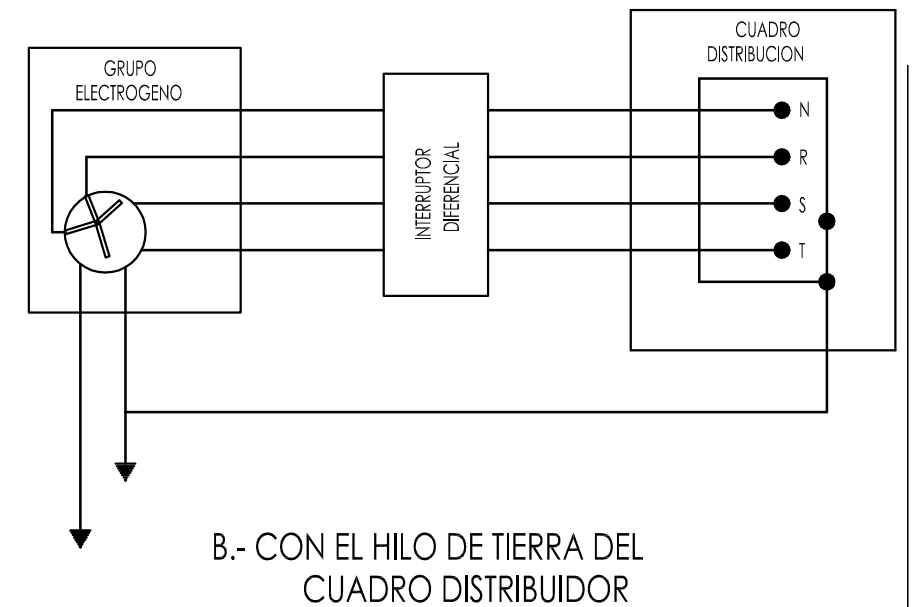 GRUPO
ELECTROGENO
INTERRUPTOR
DIFERENCIAL
CUADRO
DISTRIBUCION
N
R
S
T
B.- CON EL HILO DE TIERRA DEL
CUADRO DISTRIBUIDOR